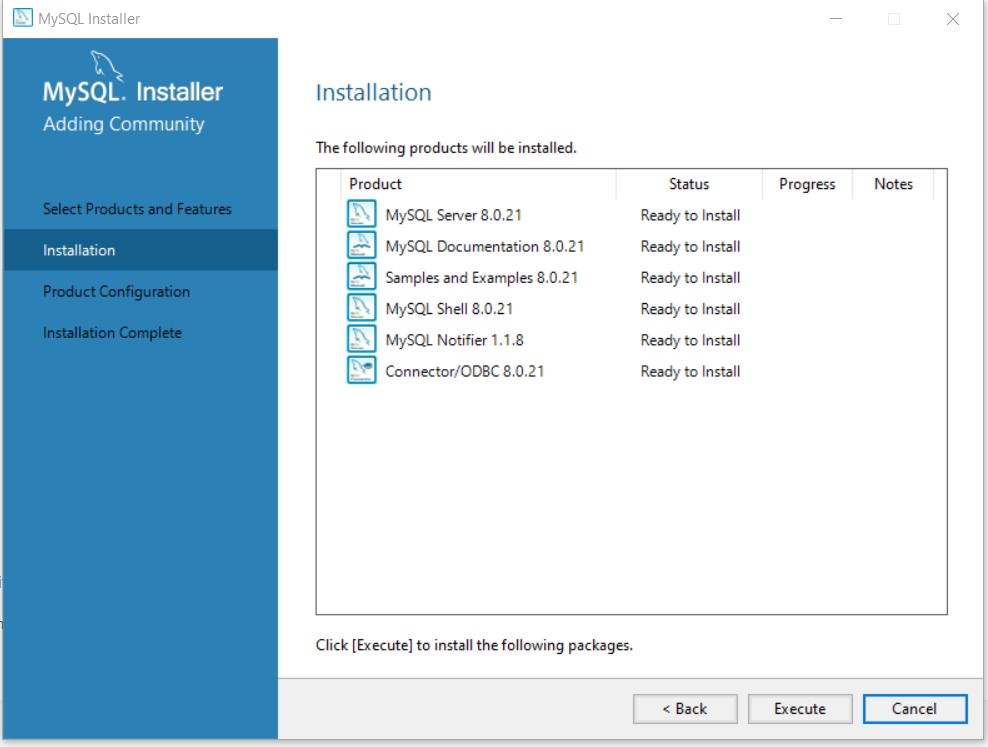 MySQL Installer
MySQL. Installer
Adding Community
Select Products and Features
Installation
Product Configuration
Installation Complete
Installation
The following products will be installed.
Product Status Progress Notes
MySQL Server 8.0.21 Ready to Install
MySQL Documentation 8.0.21 Ready to Install
Samples and Examples 8.0.21 Ready to Install
MySQL Shell 8.0.21 Ready to Install
MySQL Notifier 1.1.8 Ready to Install
Connector/ODBC 8.0.21 Ready to Install
Click [Execute] to install the following packages.
< Back Execute Cancel